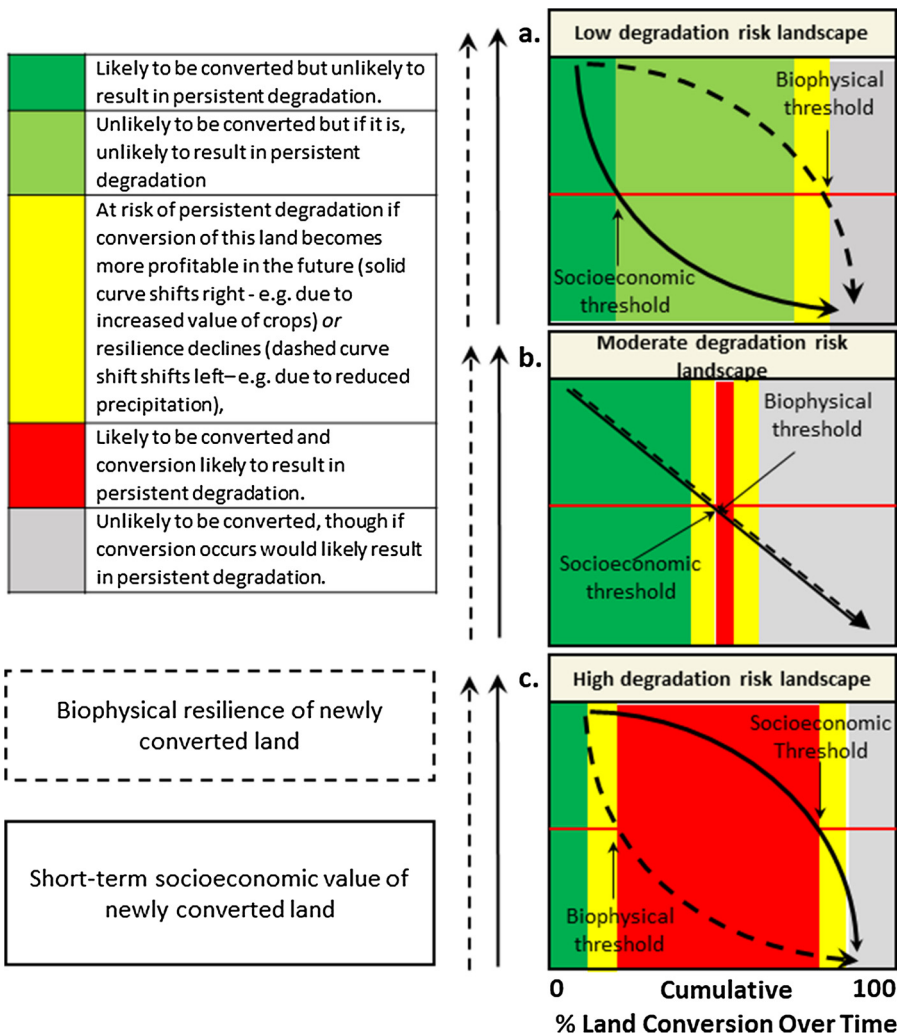 Likely to be converted but unlikely to
result in persistent degradation.
Unlikely to be converted but if it is,
unlikely to result in persistent
degradation
At risk of persistent degradation if
conversion of this land becomes
more profitable in the future (solid
curve shifts right - e.g. due to
increased value of crops) or
resilience declines (dashed curve
shift shifts left–e.g. due to reduced
precipitation),
Likely to be converted and
conversion likely to result in
persistent degradation.
Unlikely to be converted, though if
conversion occurs would likely result
in persistent degradation.
Biophysical resilience of newly
converted land
Short-term socioeconomic value of
newly converted land
a.
Low degradation risk landscape
Biophysical
threshold
Socioeconomic
threshold
b.
Moderate degradation risk
landscape
Biophysical
threshold
Socioeconomic
threshold
c.
High degradation risk landscape
Socioeconomic
Threshold
Biophysical
threshold
0 Cumulative 100
% Land Conversion Over Time